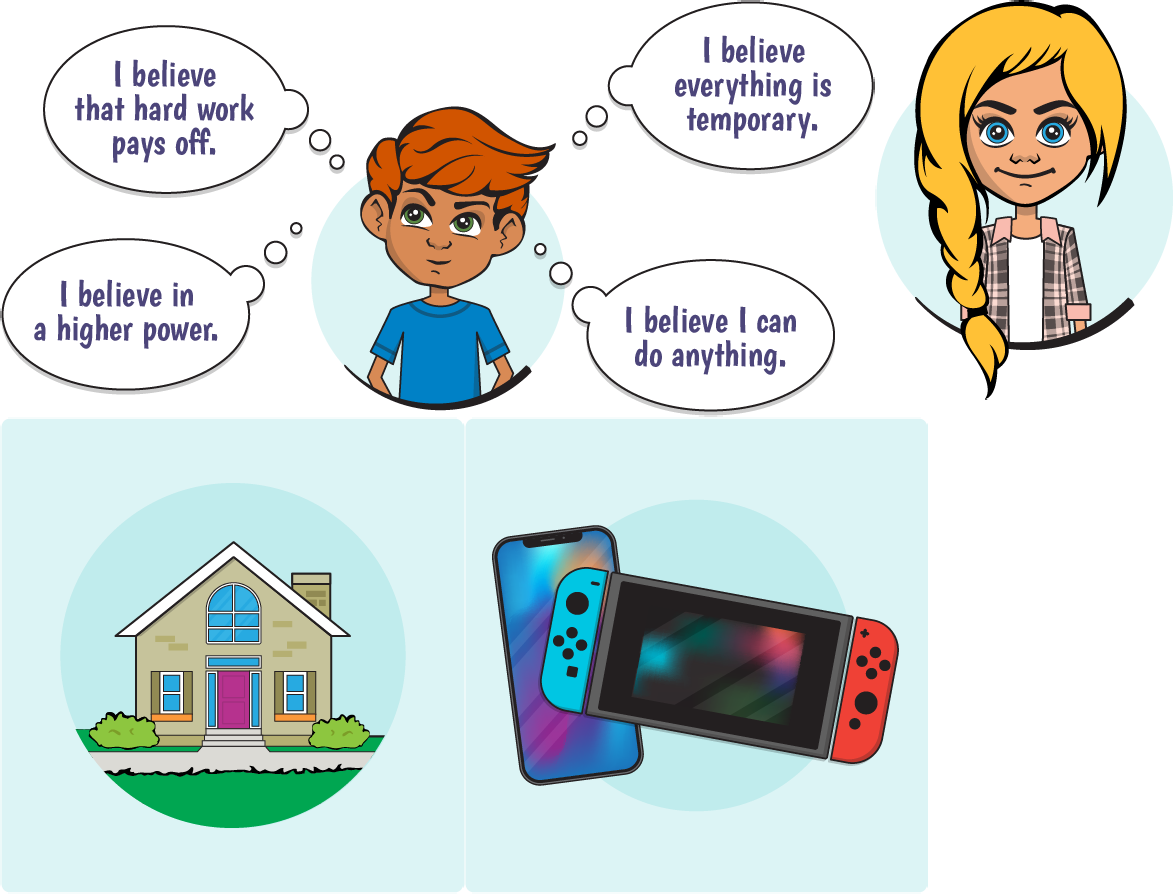 I believe
that hard work
pays off.
I believe
everything is
temporary.
I believe in
a higher power.
I believe I can
do anything.